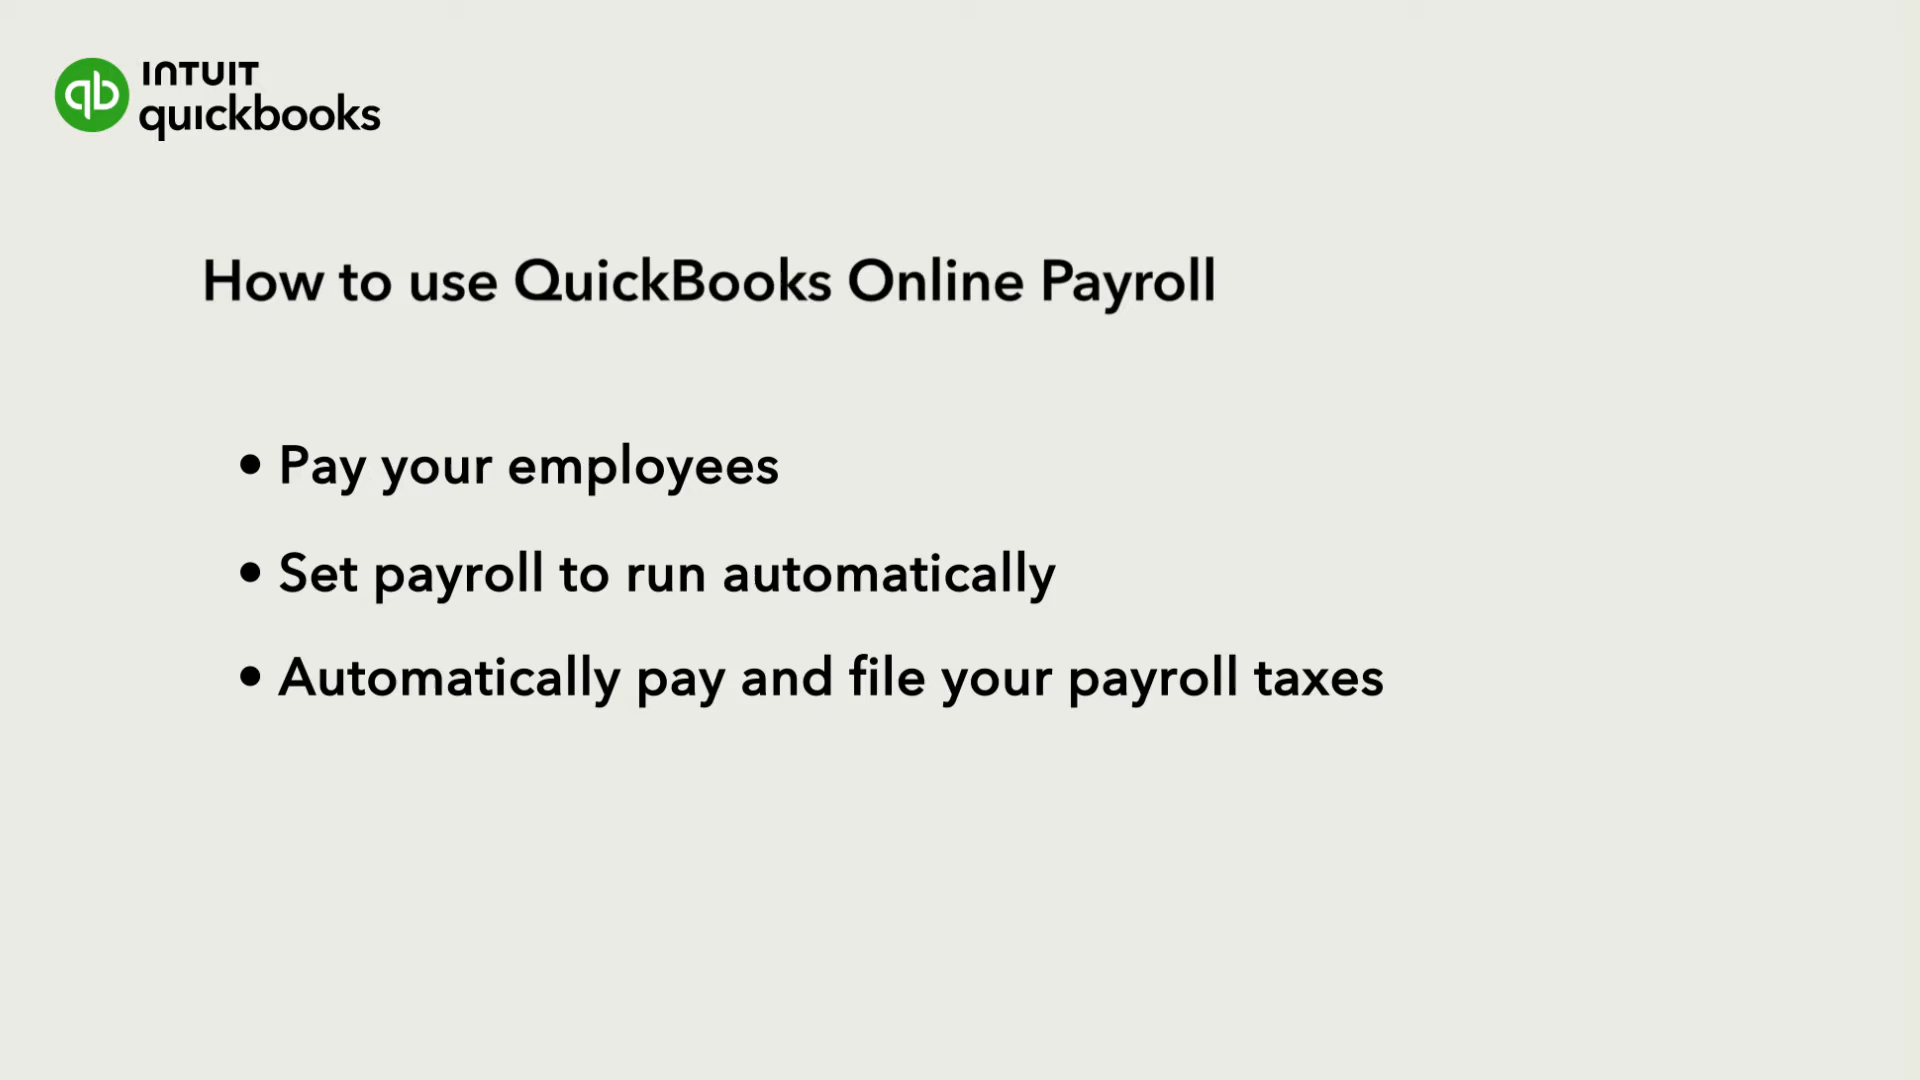 INTUIT
quickbooks
How to use QuickBooks Online Payroll
• Pay your employees
• Set payroll to run automatically
• Automatically pay and file your payroll taxes